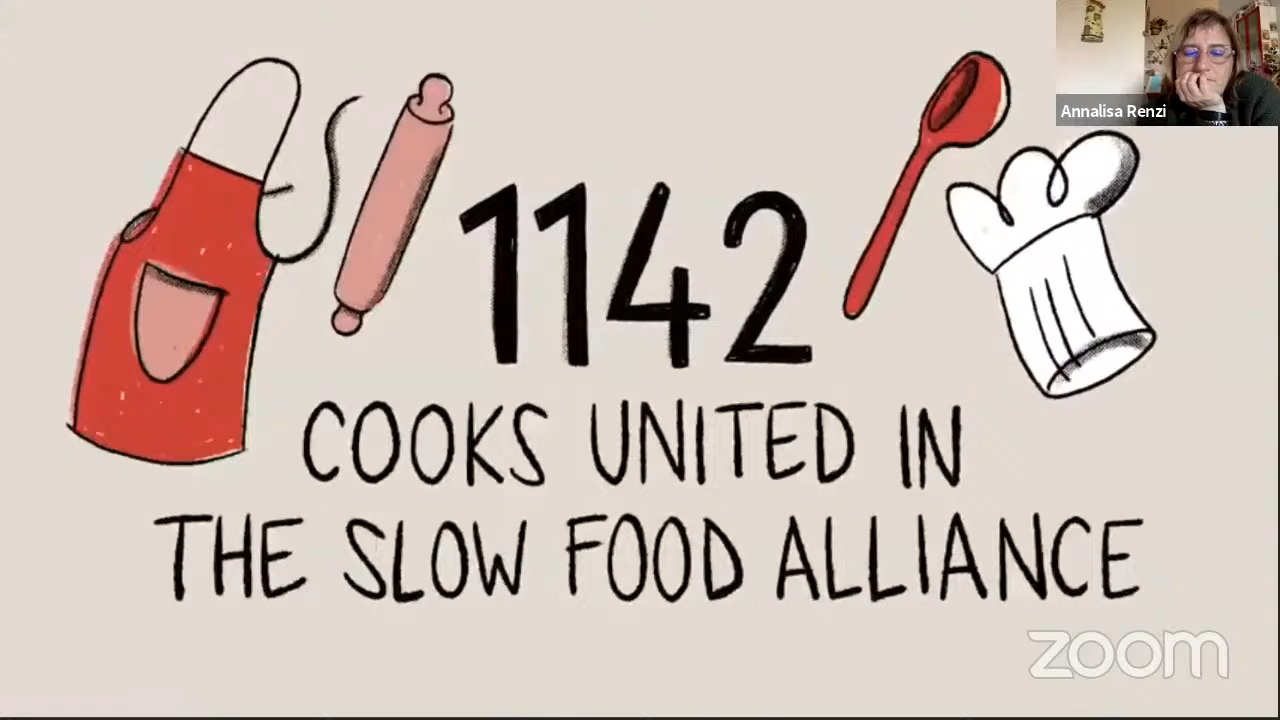 Annalisa Renzi
1142
COOKS UNITED IN
THE SLOW FOOD ALLIANCE
zoom